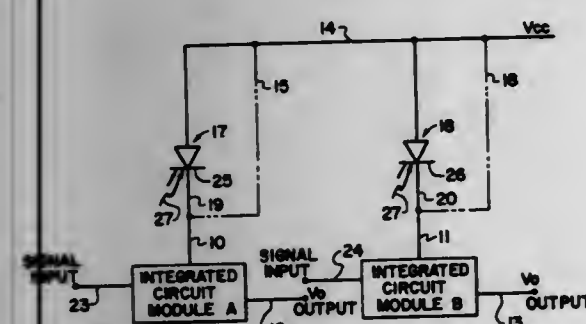 14
Vcc
15
16
17
18
25
26
27
19
27
20
10
11
SIGNAL INPUT
24
SIGNAL INPUT
INTEGRATED CIRCUIT MODULE A
INTEGRATED CIRCUIT MODULE B
23
Vo
OUTPUT
Vo
OUTPUT
13